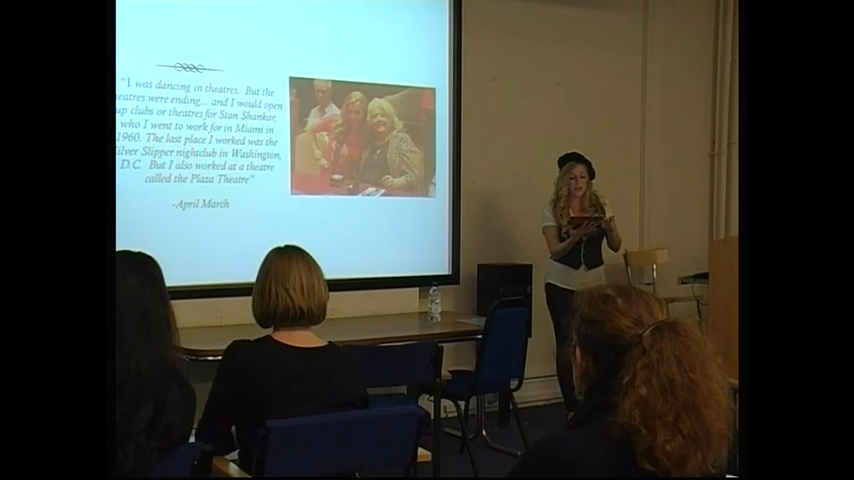 "I was dancing in theatres. But the
eatres were ending... and I would open
up clubs or theatres for Stan Shankar,
who I went to work for in Miami in
1960. The last place I worked was the
Silver Slipper nightclub in Washington,
D.C. But I also worked at a theatre
called the Plaza Theatre"
-April March